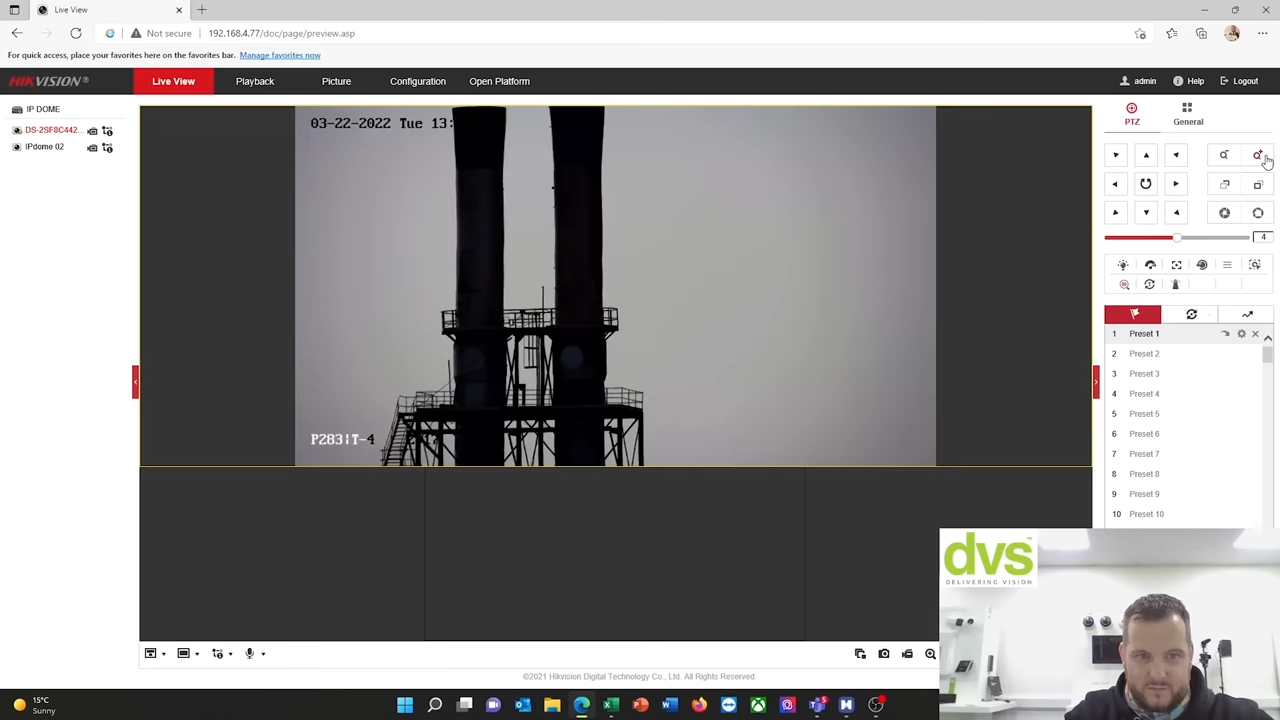 Live View
Not secure 192.168.4.77/doc/page/preview.asp
For quick access, place your favorites here on the favorites bar. Manage favorites now
HIKVISION® Live View Playback Picture Configuration Open Platform admin Help Logout
IP DOME
DS-2SF8C442...
IPdome 02
03-22-2022 Tue 13:
P283|T-4
PTZ General
4
1 Preset 1
2 Preset 2
3 Preset 3
4 Preset 4
5 Preset 5
6 Preset 6
7 Preset 7
8 Preset 8
9 Preset 9
10 Preset 10
dvs™
DELIVERING VISION
©2021 Hikvision Digital Technology Co., Ltd. All Rights Reserved.
15°C
Sunny